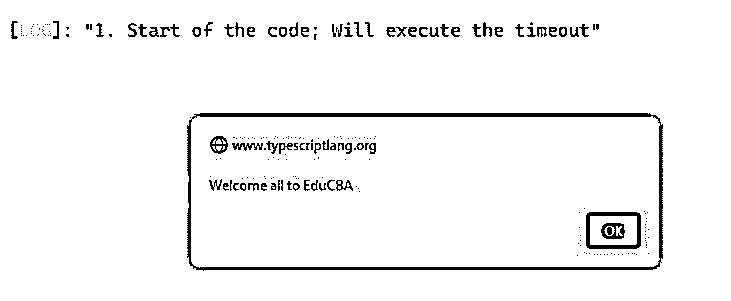 [LOG]: "1. Start of the code; Will execute the timeout"
www.typescriptlang.org
Welcome all to EduCBA
OK